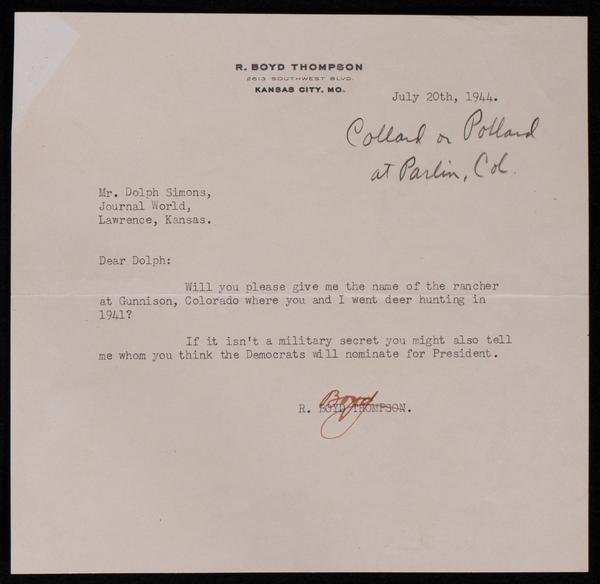 R. BOYD THOMPSON
2613 SOUTHWEST BLVD.
KANSAS CITY, MO.
July 20th, 1944.
Collard or Pollard
at Parlin, Col.
Mr. Dolph Simons,
Journal World,
Lawrence, Kansas.
Dear Dolph:
Will you please give me the name of the rancher
at Gunnison, Colorado where you and I went deer hunting in
1941?
If it isn't a military secret you might also tell
me whom you think the Democrats will nominate for President.
Boyd
R. BOYD THOMPSON.